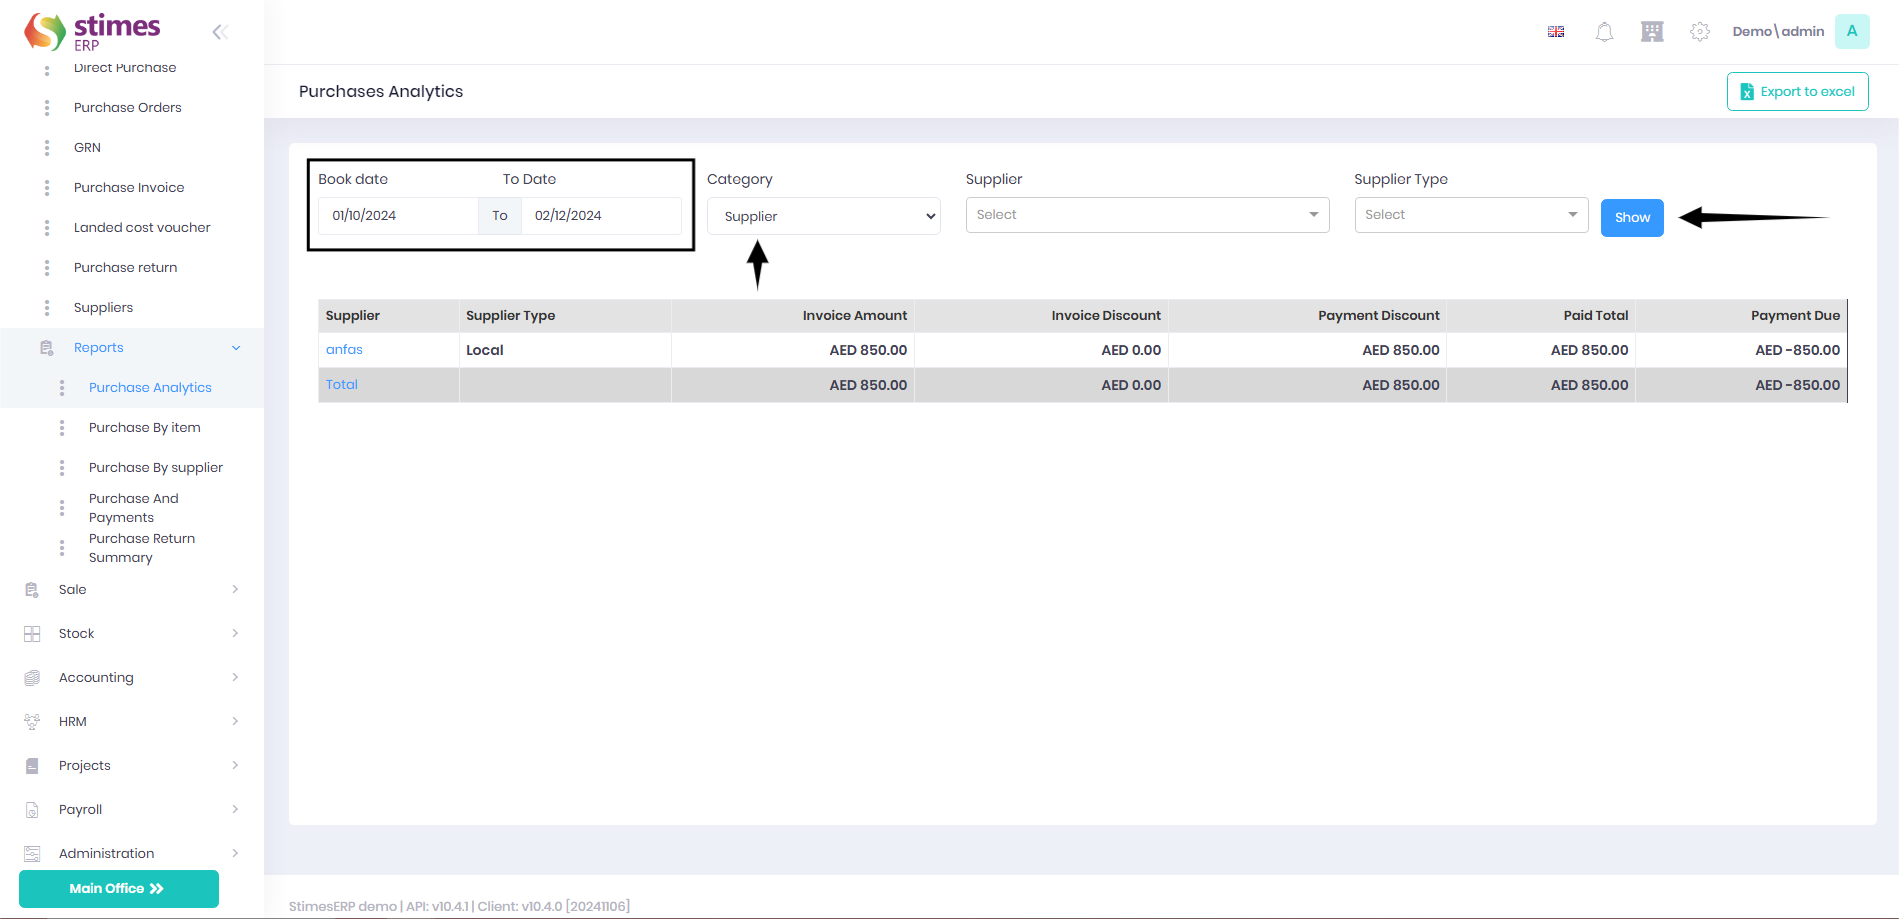 stimes
ERP
Demo\admin
A
Direct Purchase
Purchase Orders
GRN
Purchase Invoice
Landed cost voucher
Purchase return
Suppliers
Reports
Purchase Analytics
Purchase By item
Purchase By supplier
Purchase And
Payments
Purchase Return
Summary
Sale
Stock
Accounting
HRM
Projects
Payroll
Administration
Main Office
Purchases Analytics
Export to excel
Book date To Date Category Supplier Supplier Type
01/10/2024 To 02/12/2024 Supplier Select Select Show
Supplier Supplier Type Invoice Amount Invoice Discount Payment Discount Paid Total Payment Due
anfas Local AED 850.00 AED 0.00 AED 850.00 AED 850.00 AED -850.00
Total AED 850.00 AED 0.00 AED 850.00 AED 850.00 AED -850.00
StimesERP demo | API: v10.4.1 | Client: v10.4.0 [20241106]